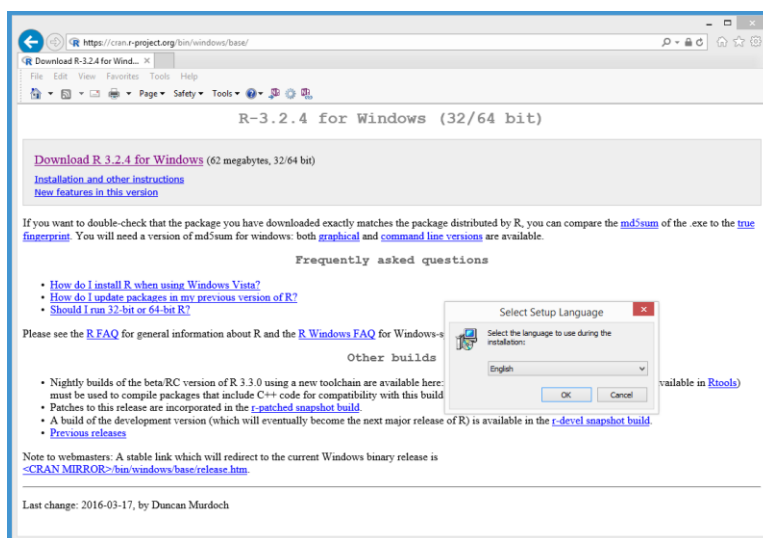 https://cran.r-project.org/bin/windows/base/
Download R-3.2.4 for Wind...
File Edit View Favorites Tools Help
Page Safety Tools
R-3.2.4 for Windows (32/64 bit)
Download R 3.2.4 for Windows (62 megabytes, 32/64 bit)
Installation and other instructions
New features in this version
If you want to double-check that the package you have downloaded exactly matches the package distributed by R, you can compare the md5sum of the .exe to the true
fingerprint. You will need a version of md5sum for windows: both graphical and command line versions are available.
Frequently asked questions
• How do I install R when using Windows Vista?
• How do I update packages in my previous version of R?
• Should I run 32-bit or 64-bit R?
Please see the R FAQ for general information about R and the R Windows FAQ for Windows-s
Select Setup Language
Select the language to use during the
installation:
English
OK Cancel
Other builds
• Nightly builds of the beta/RC version of R 3.3.0 using a new toolchain are available here: vailable in Rtools)
must be used to compile packages that include C++ code for compatibility with this build
• Patches to this release are incorporated in the r-patched snapshot build.
• A build of the development version (which will eventually become the next major release of R) is available in the r-devel snapshot build.
• Previous releases
Note to webmasters: A stable link which will redirect to the current Windows binary release is
<CRAN MIRROR>/bin/windows/base/release.htm.
Last change: 2016-03-17, by Duncan Murdoch